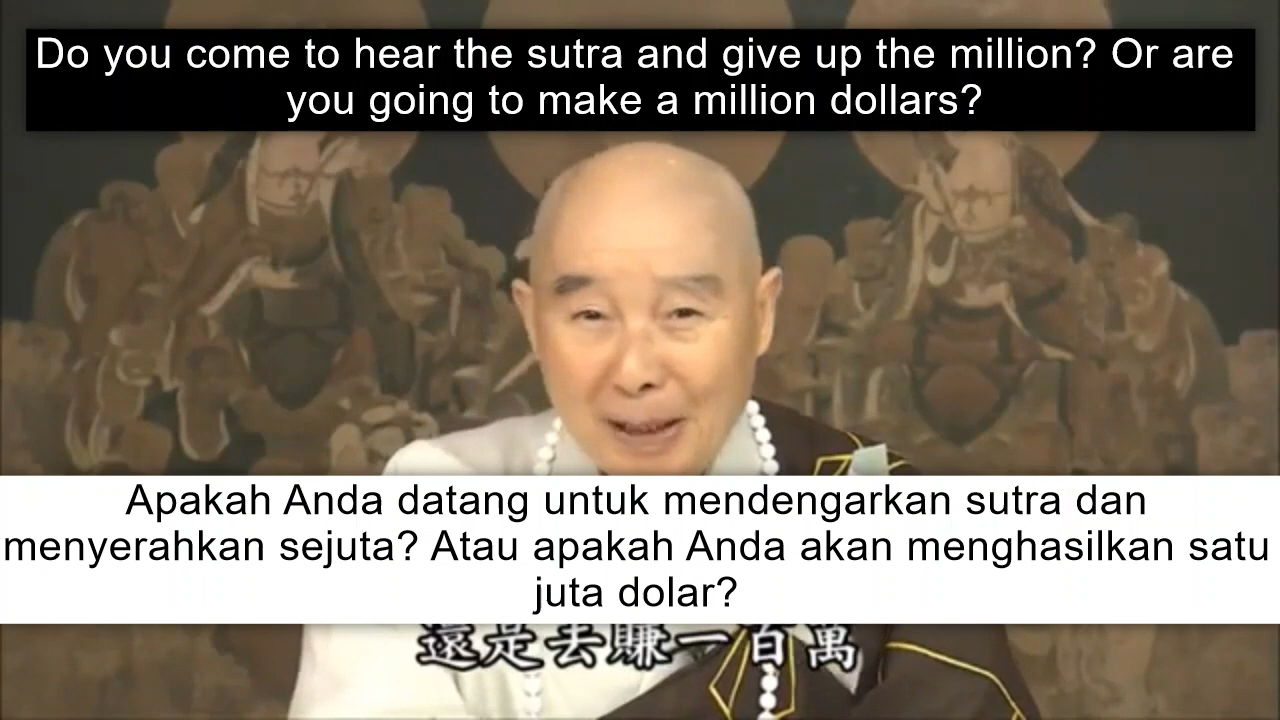 Do you come to hear the sutra and give up the million? Or are
you going to make a million dollars?
Apakah Anda datang untuk mendengarkan sutra dan
menyerahkan sejuta? Atau apakah Anda akan menghasilkan satu
juta dolar?
還是去賺一百萬